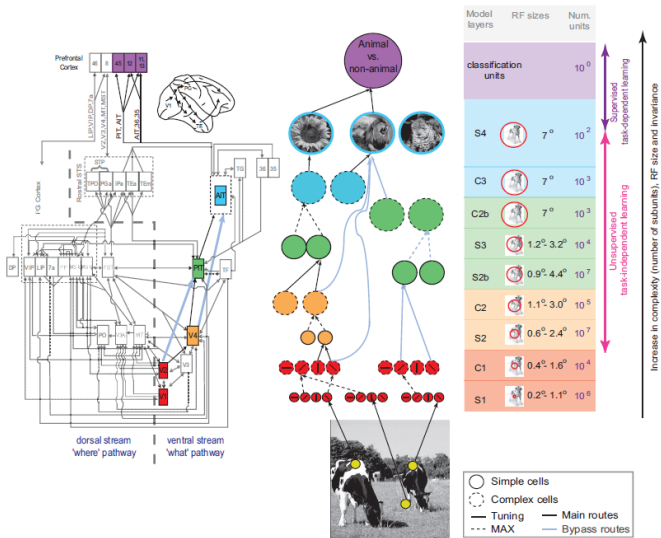 Prefrontal
Cortex
46
8
45
12
11,
13
LIP,VIP,DP,7a
V2,V3,V4,MT,MST
PIT, AIT
AIT,36,35
PG
V1
TE
Rostral STS
STP
TPO
PGa
IPa
TEa
TEm
TG
36
35
AIT
DP
VIP
LIP
7a
PIT
TF
PO
V4
V3
dorsal stream
'where' pathway
ventral stream
'what' pathway
Animal
vs.
non-animal
Model
layers
RF sizes
Num.
units
classification
units
10⁰
S4
7°
10²
C3
7°
10³
C2b
7°
10³
S3
1.2°- 3.2°
10⁴
S2b
0.9°- 4.4°
10⁷
C2
1.1°- 3.0°
10⁵
S2
0.6°- 2.4°
10⁷
C1
0.4°- 1.6°
10⁴
S1
0.2°- 1.1°
10⁶
Supervised
task-dependent learning
Unsupervised
task-independent learning
Increase in complexity (number of subunits), RF size and invariance
Simple cells
Complex cells
Tuning
Main routes
MAX
Bypass routes